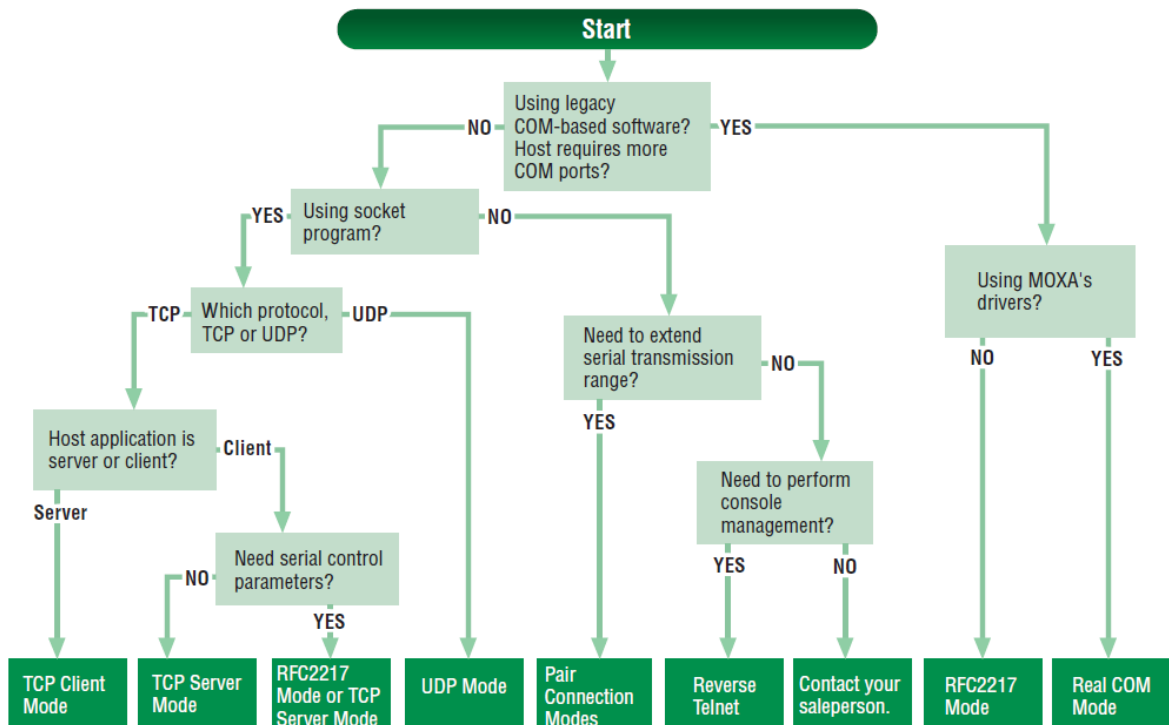 Start
Using legacy
COM-based software?
Host requires more
COM ports?
NO
YES
Using socket
program?
YES
NO
Using MOXA's
drivers?
Which protocol,
TCP or UDP?
TCP
UDP
Need to extend
serial transmission
range?
NO
YES
NO
YES
Host application is
server or client?
Client
Server
Need to perform
console
management?
YES
NO
Need serial control
parameters?
NO
YES
TCP Client
Mode
TCP Server
Mode
RFC2217
Mode or TCP
Server Mode
UDP Mode
Pair
Connection
Modes
Reverse
Telnet
Contact your
saleperson.
RFC2217
Mode
Real COM
Mode